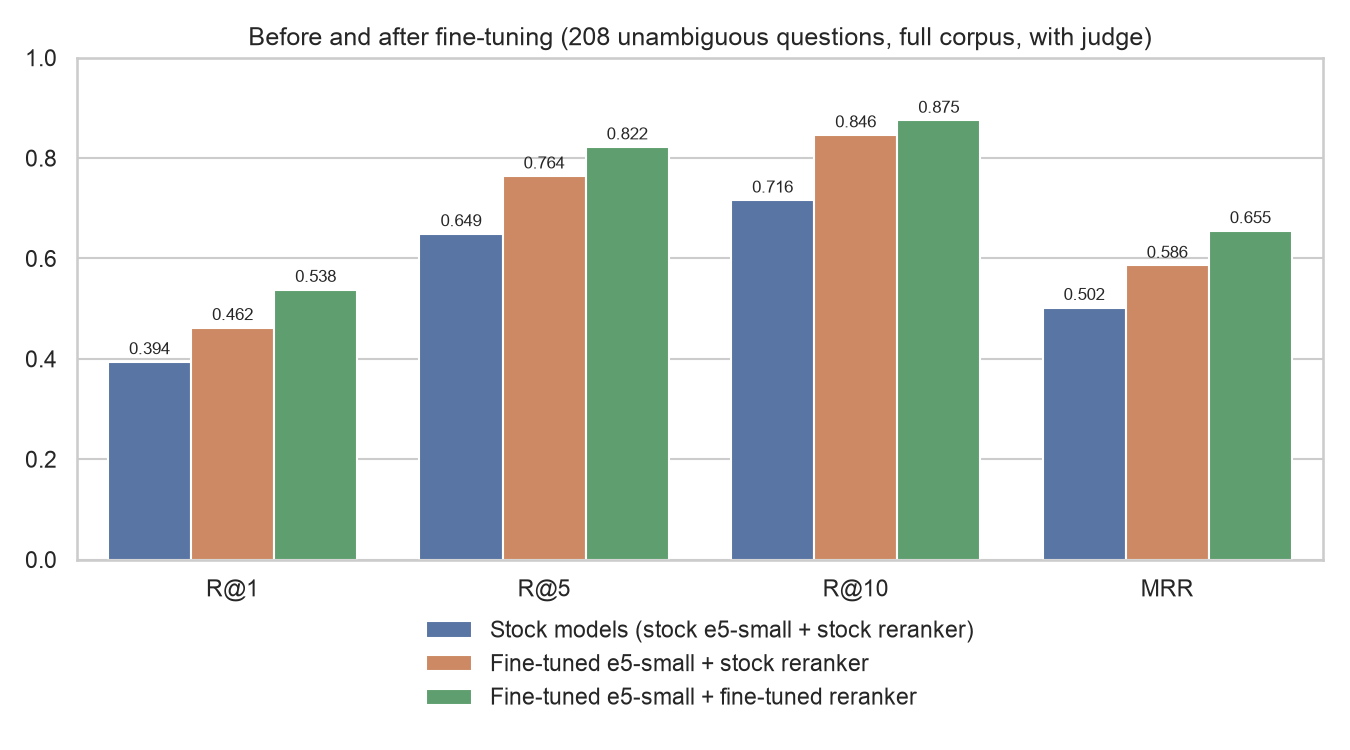 Before and after fine-tuning (208 unambiguous questions, full corpus, with judge)
1.0
0.8
0.6
0.4
0.2
0.0
0.394
0.462
0.538
0.649
0.764
0.822
0.716
0.846
0.875
0.502
0.586
0.655
R@1
R@5
R@10
MRR
Stock models (stock e5-small + stock reranker)
Fine-tuned e5-small + stock reranker
Fine-tuned e5-small + fine-tuned reranker